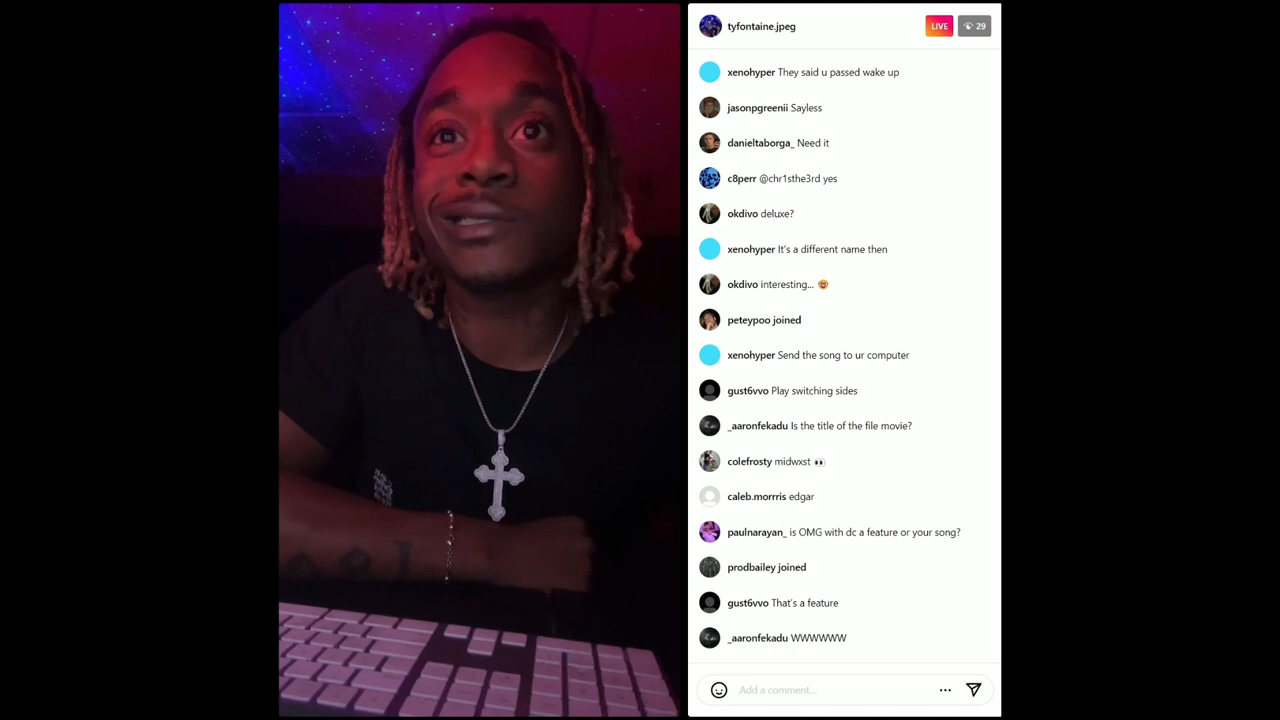 tyfontaine.jpeg LIVE 29
xenohyper They said u passed wake up
jasonpgreenii Sayless
danieltaborga_ Need it
c8perr @chr1sthe3rd yes
okdivo deluxe?
xenohyper It's a different name then
okdivo interesting... 
peteypoo joined
xenohyper Send the song to ur computer
gust6vvo Play switching sides
_aaronfekadu Is the title of the file movie?
colefrosty midwxst 👀
caleb.morrris edgar
paulnarayan_ is OMG with dc a feature or your song?
prodbailey joined
gust6vvo That's a feature
_aaronfekadu WWWWWW
Add a comment...